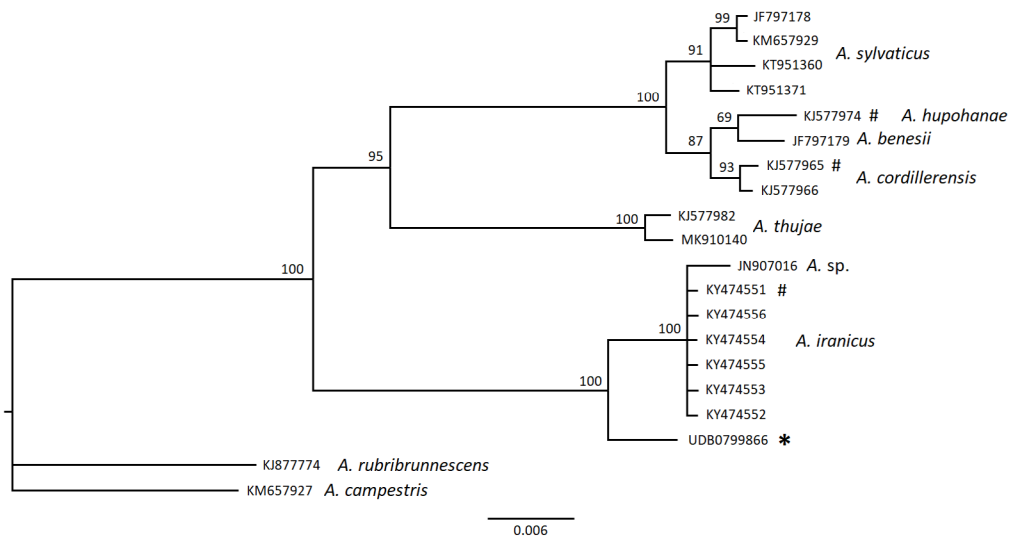 99
JF797178
KM657929
91
A. sylvaticus
KT951360
100
KT951371
69
KJ577974 # A. hupohanae
87
JF797179 A. benesii
95
93
KJ577965 #
A. cordillerensis
KJ577966
100
KJ577982
A. thujae
MK910140
100
JN907016 A. sp.
KY474551 #
KY474556
100
KY474554 A. iranicus
KY474555
100
KY474553
KY474552
UDB0799866 *
KJ877774 A. rubribrunnescens
KM657927 A. campestris
0.006